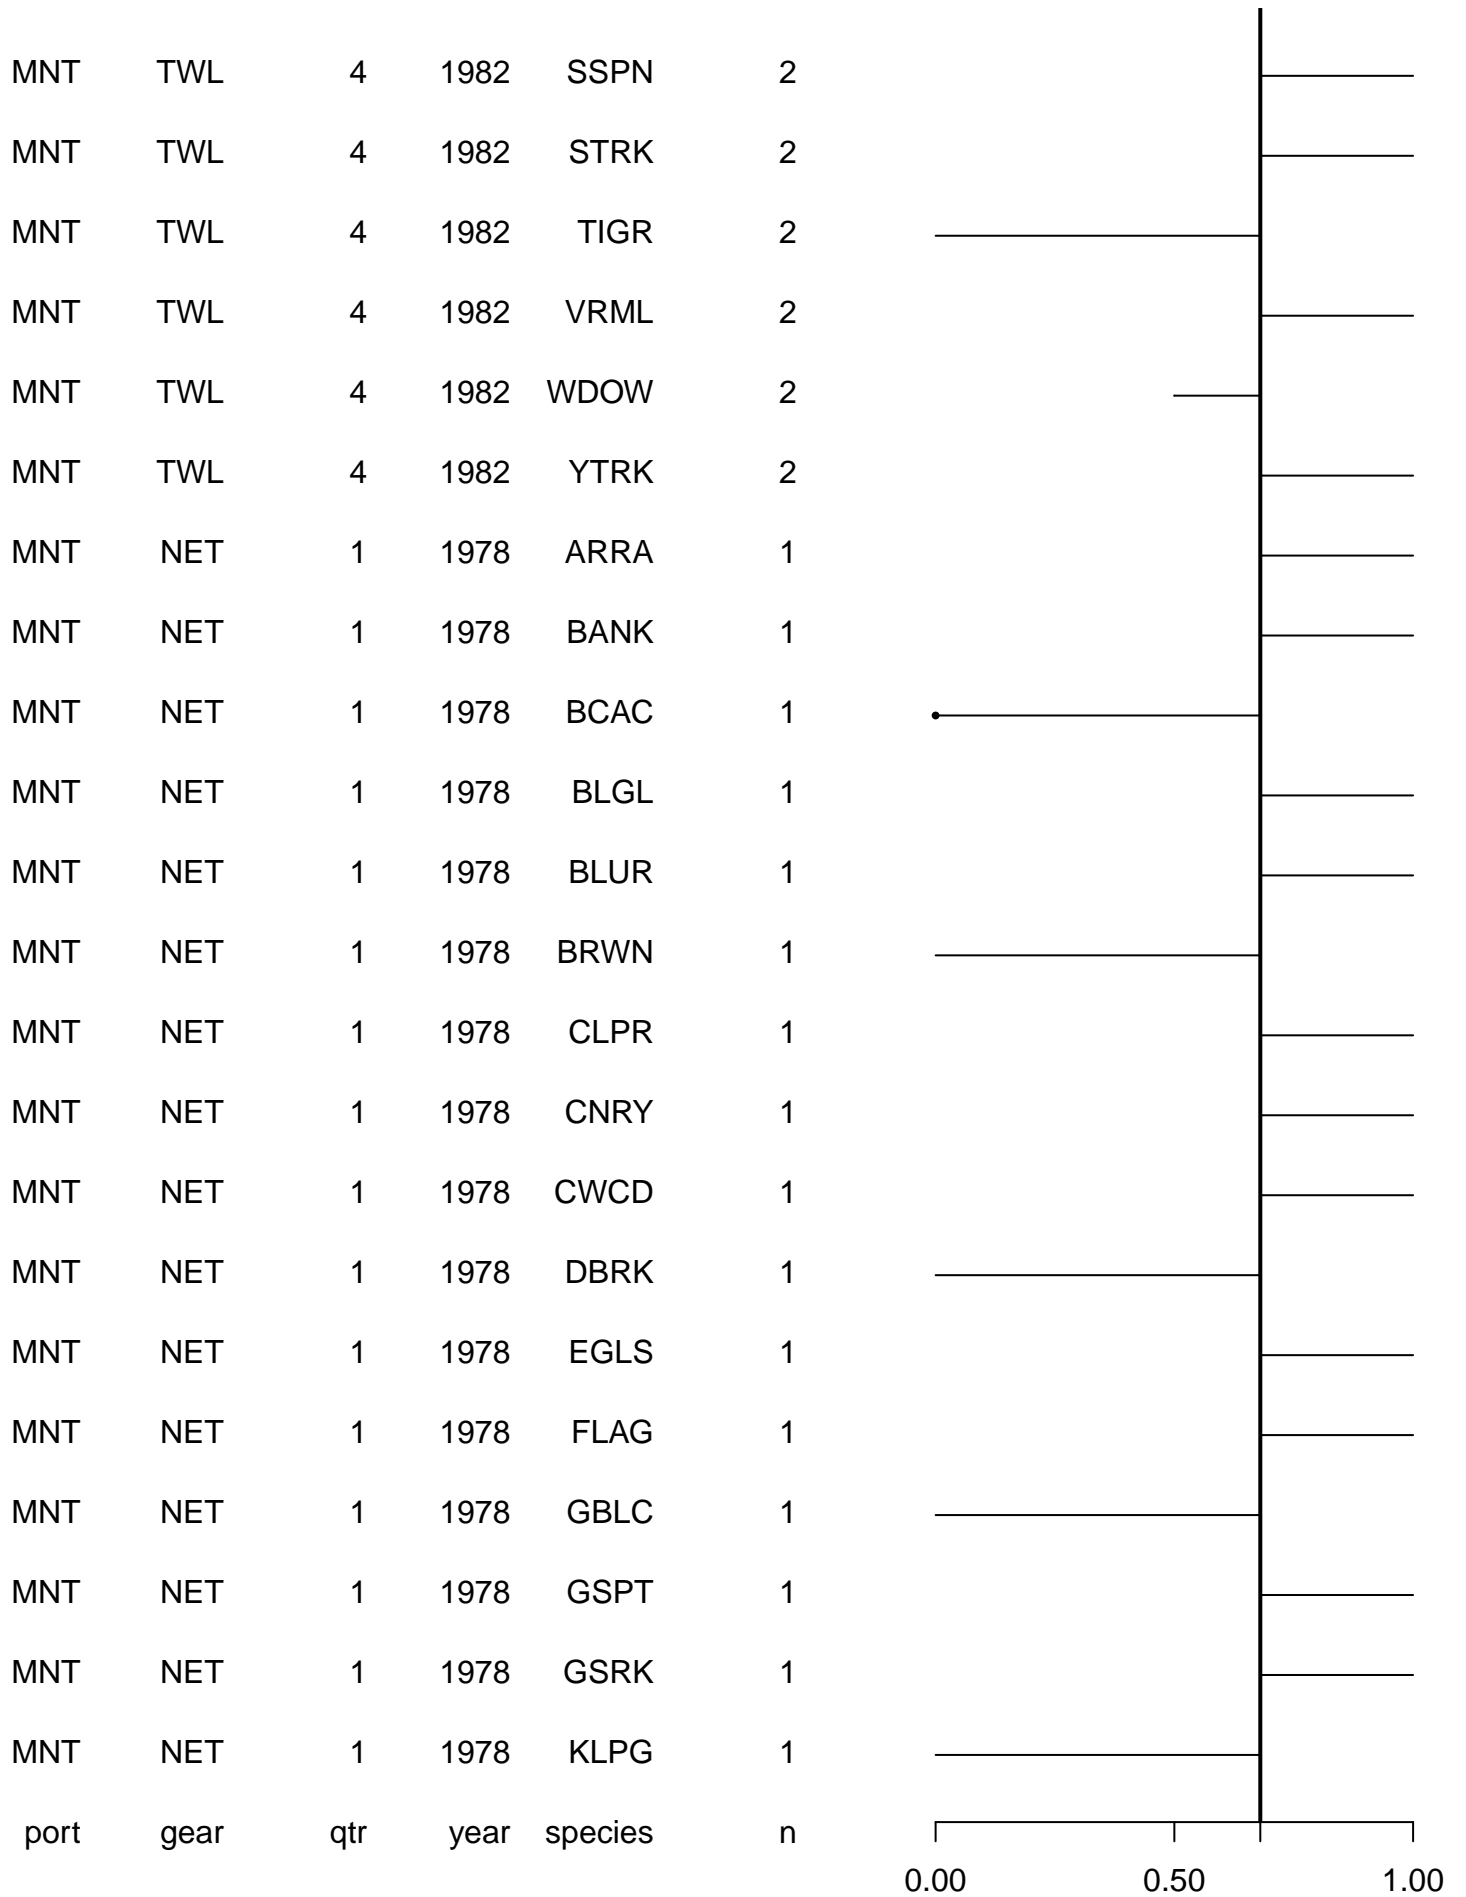 MNT TWL 4 1982 SSPN 2
MNT TWL 4 1982 STRK 2
MNT TWL 4 1982 TIGR 2
MNT TWL 4 1982 VRML 2
MNT TWL 4 1982 WDOW 2
MNT TWL 4 1982 YTRK 2
MNT NET 1 1978 ARRA 1
MNT NET 1 1978 BANK 1
MNT NET 1 1978 BCAC 1
MNT NET 1 1978 BLGL 1
MNT NET 1 1978 BLUR 1
MNT NET 1 1978 BRWN 1
MNT NET 1 1978 CLPR 1
MNT NET 1 1978 CNRY 1
MNT NET 1 1978 CWCD 1
MNT NET 1 1978 DBRK 1
MNT NET 1 1978 EGLS 1
MNT NET 1 1978 FLAG 1
MNT NET 1 1978 GBLC 1
MNT NET 1 1978 GSPT 1
MNT NET 1 1978 GSRK 1
MNT NET 1 1978 KLPG 1
port gear qtr year species n
0.00 0.50 1.00